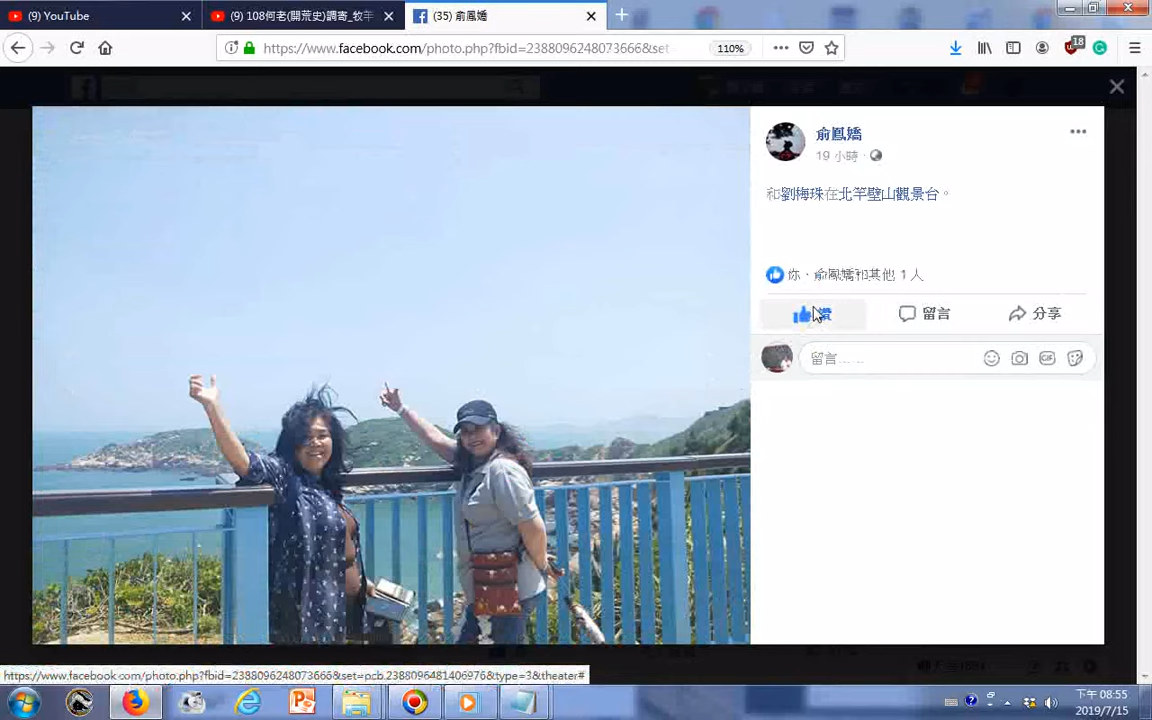 (9) YouTube
(9) 108何老(開荒史)調寄_牧羊
(35) 俞鳳嬌
https://www.facebook.com/photo.php?fbid=2388096248073666&set
110%
18
俞鳳嬌
19 小時 ·
和劉梅珠在北竿壁山觀景台。
你、俞鳳嬌和其他 1 人
讚
留言
分享
留言……
GIF
https://www.facebook.com/photo.php?fbid=2388096248073666&set=pcb.2388096481406976&type=3&theater#
下午 08:55
2019/7/15